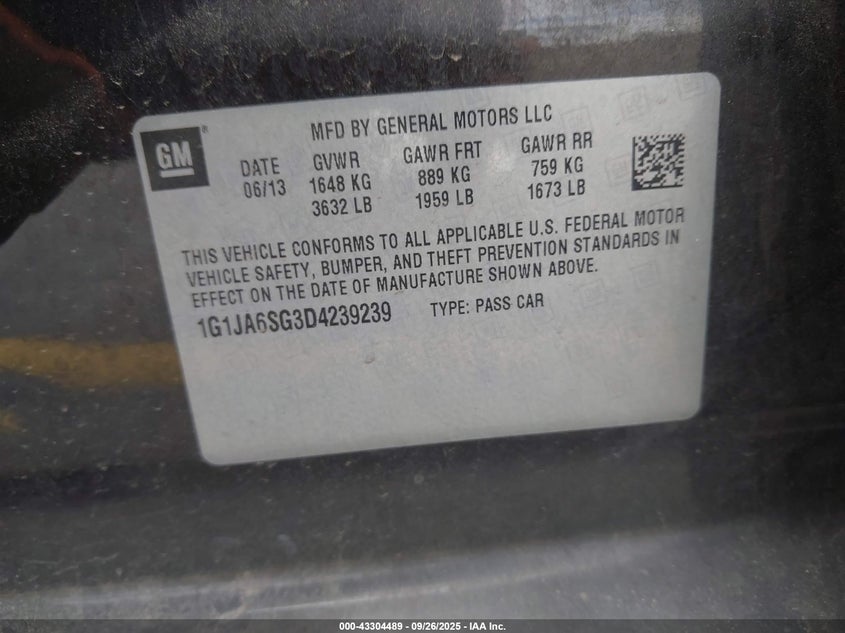 GM®
MFD BY GENERAL MOTORS LLC
DATE GVWR GAWR FRT GAWR RR
06/13 1648 KG 889 KG 759 KG
3632 LB 1959 LB 1673 LB
THIS VEHICLE CONFORMS TO ALL APPLICABLE U.S. FEDERAL MOTOR
VEHICLE SAFETY, BUMPER, AND THEFT PREVENTION STANDARDS IN
EFFECT ON THE DATE OF MANUFACTURE SHOWN ABOVE.
1G1JA6SG3D4239239 TYPE: PASS CAR
000-43304489 - 09/26/2025 - IAA Inc.